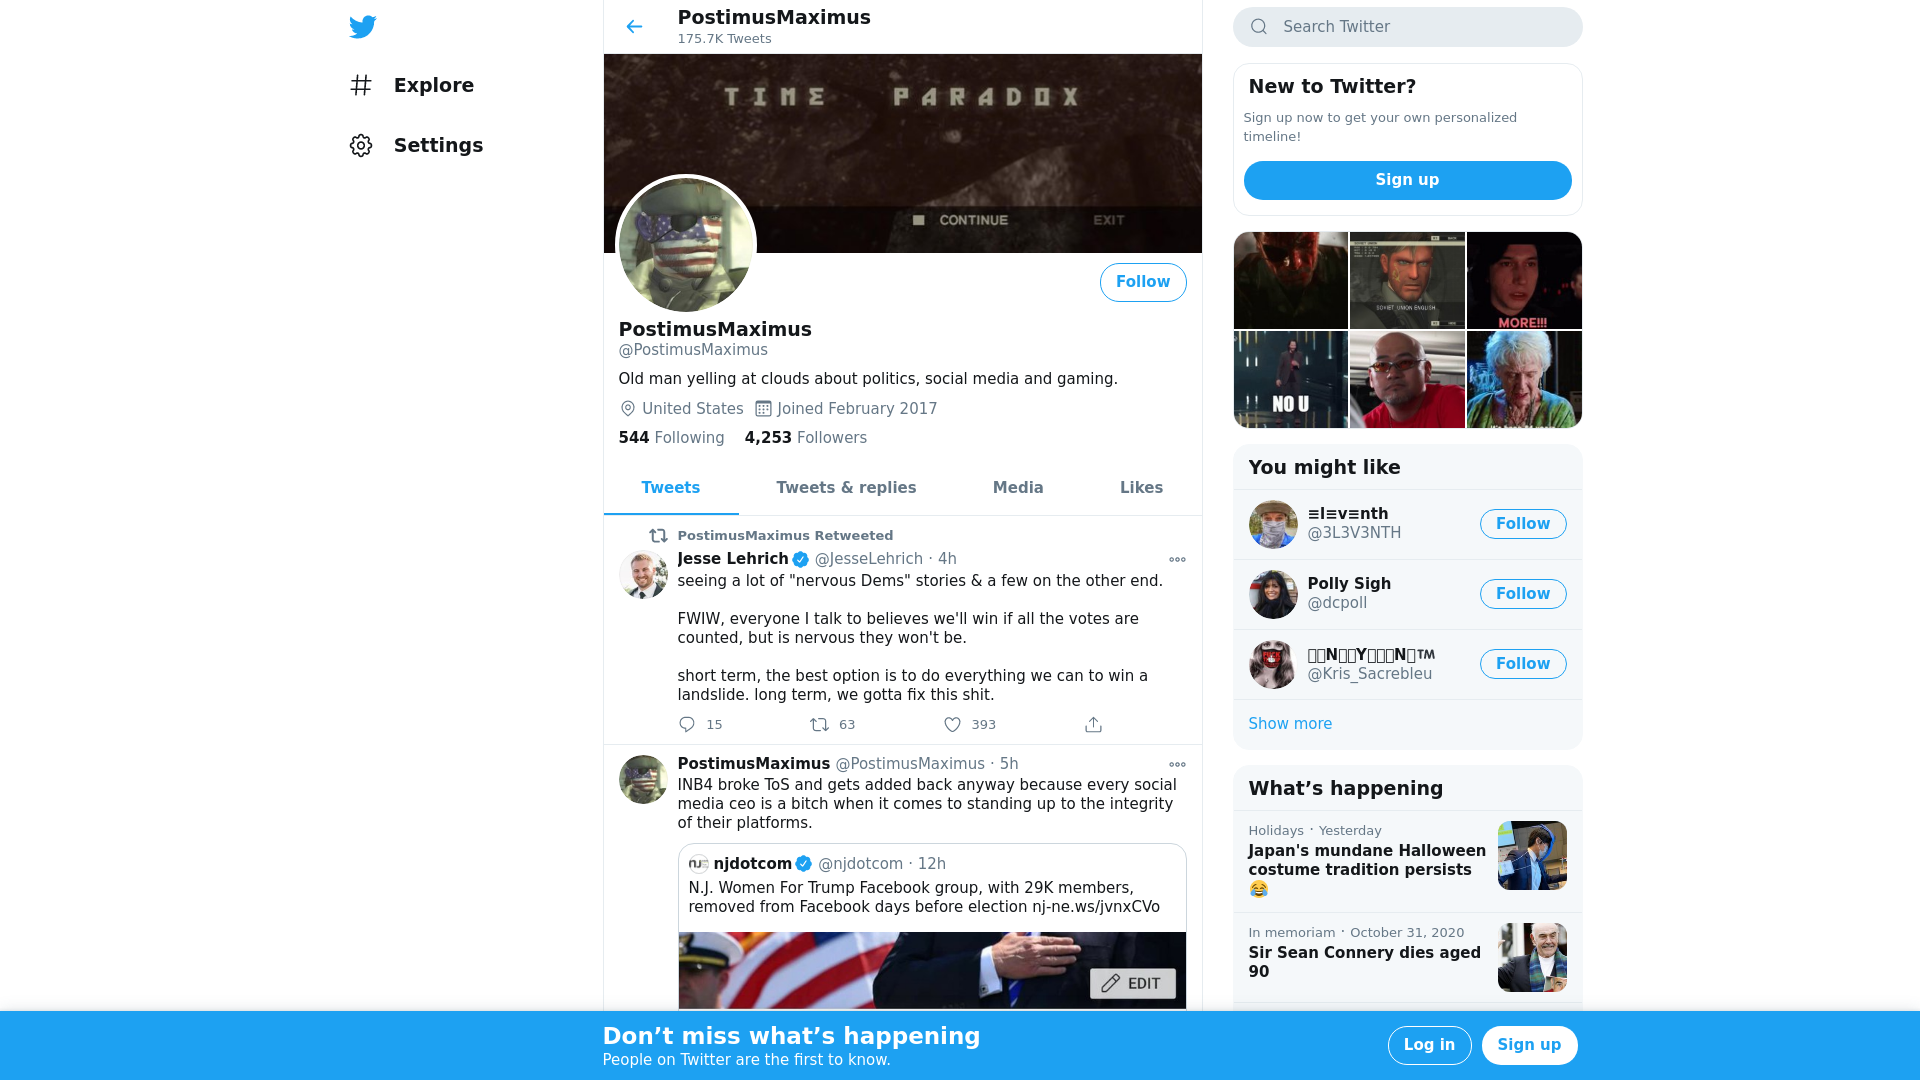 PostimusMaximus
175.7K Tweets
Explore
Settings
TIME PARADOX
CONTINUE EXIT
Follow
PostimusMaximus
@PostimusMaximus
Old man yelling at clouds about politics, social media and gaming.
United States Joined February 2017
544 Following 4,253 Followers
Tweets Tweets & replies Media Likes
PostimusMaximus Retweeted
Jesse Lehrich @JesseLehrich · 4h
seeing a lot of "nervous Dems" stories & a few on the other end.
FWIW, everyone I talk to believes we'll win if all the votes are
counted, but is nervous they won't be.
short term, the best option is to do everything we can to win a
landslide. long term, we gotta fix this shit.
15 63 393
PostimusMaximus @PostimusMaximus · 5h
INB4 broke ToS and gets added back anyway because every social
media ceo is a bitch when it comes to standing up to the integrity
of their platforms.
njdotcom @njdotcom · 12h
N.J. Women For Trump Facebook group, with 29K members,
removed from Facebook days before election nj-ne.ws/jvnxCVo
EDIT
Search Twitter
New to Twitter?
Sign up now to get your own personalized
timeline!
Sign up
SOVIET UNION ENGLISH
MORE!!!
NO U
You might like
≡l≡v≡nth
@3L3V3NTH
Follow
Polly Sigh
@dcpoll
Follow
@Kris_Sacrebleu
Follow
Show more
What's happening
Holidays · Yesterday
Japan's mundane Halloween
costume tradition persists
😂
In memoriam · October 31, 2020
Sir Sean Connery dies aged
90
Don't miss what's happening
People on Twitter are the first to know.
Log in
Sign up